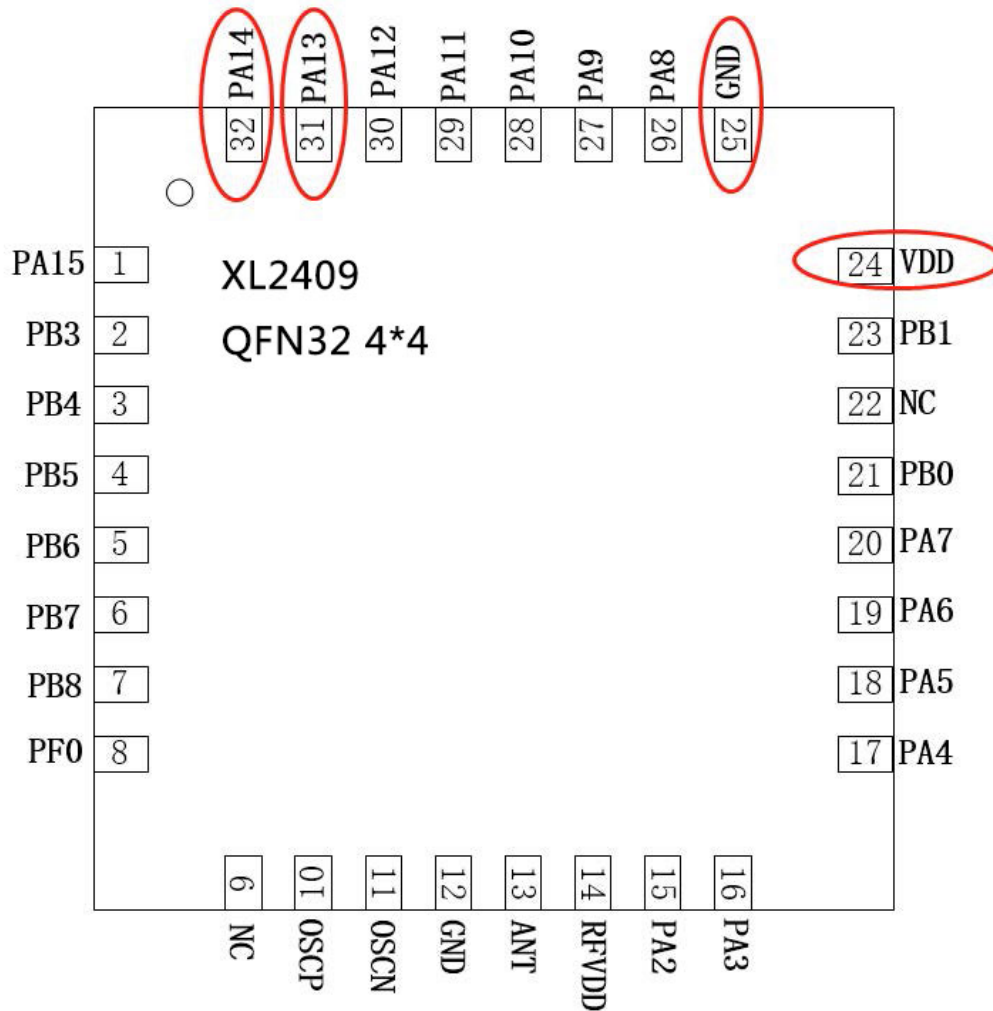 PA14 PA13 PA12 PA11 PA10 PA9 PA8 GND
32 31 30 29 28 27 26 25
XL2409
QFN32 4*4
PA15 1
PB3 2
PB4 3
PB5 4
PB6 5
PB7 6
PB8 7
PF0 8
24 VDD
23 PB1
22 NC
21 PB0
20 PA7
19 PA6
18 PA5
17 PA4
9 10 11 12 13 14 15 16
NC OSCP OSCN GND ANT RFVDD PA2 PA3